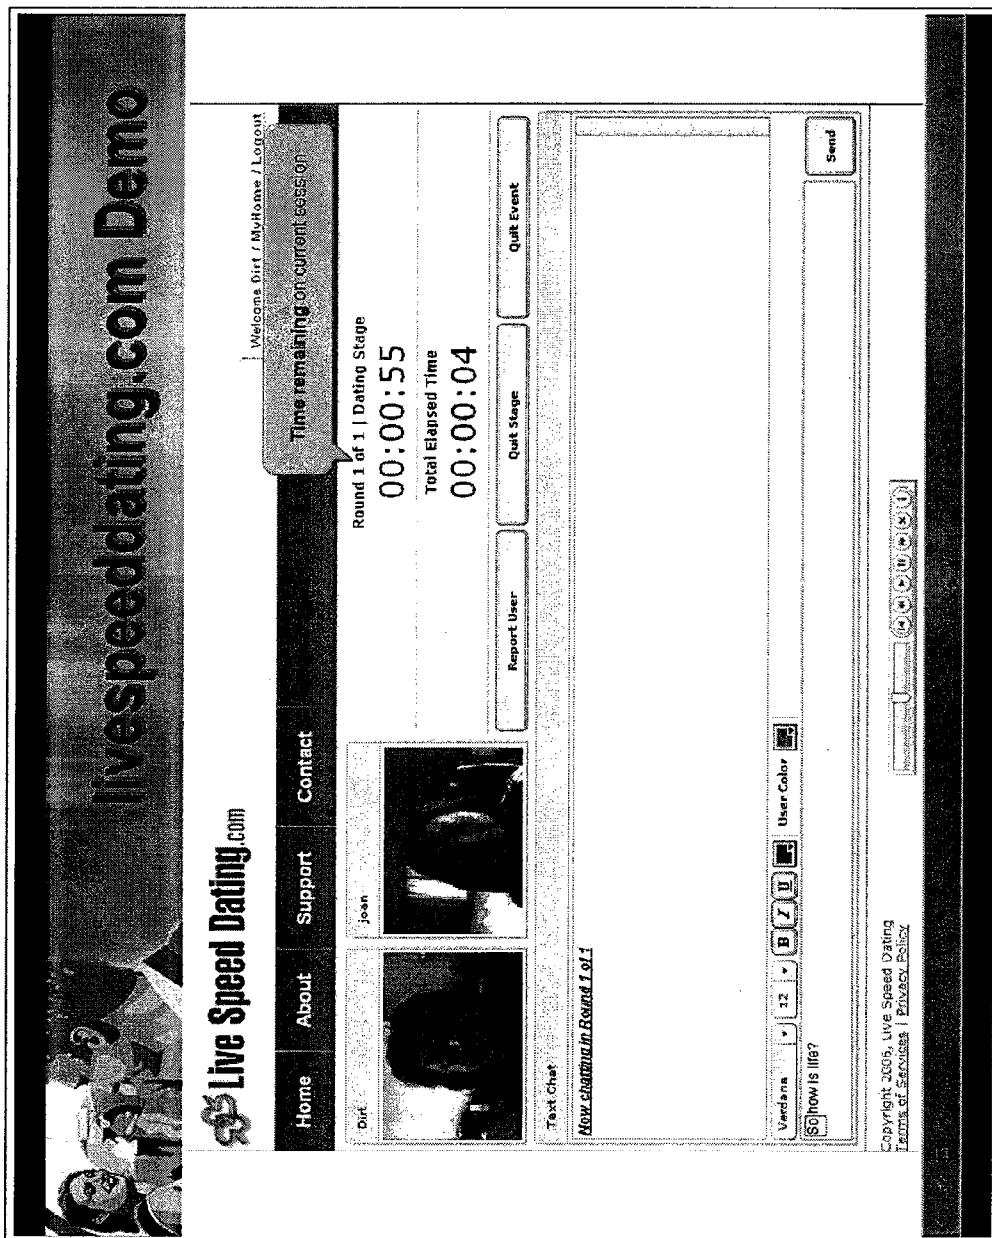 livespeeddating.com Demo
Live Speed Dating.com
Welcome Dirt / MyHome / Logout
Home About Support Contact
Time remaining on current session
Dirt
joan
Round 1 of 1 | Dating Stage
00:00:55
Total Elapsed Time
00:00:04
Report User
Quit Stage
Quit Event
Text Chat
Now chatting in Round 1 of 1
Verdana 12 B I U User Color
So how is life?
Send
Copyright 2006, Live Speed Dating
Terms of Services | Privacy Policy